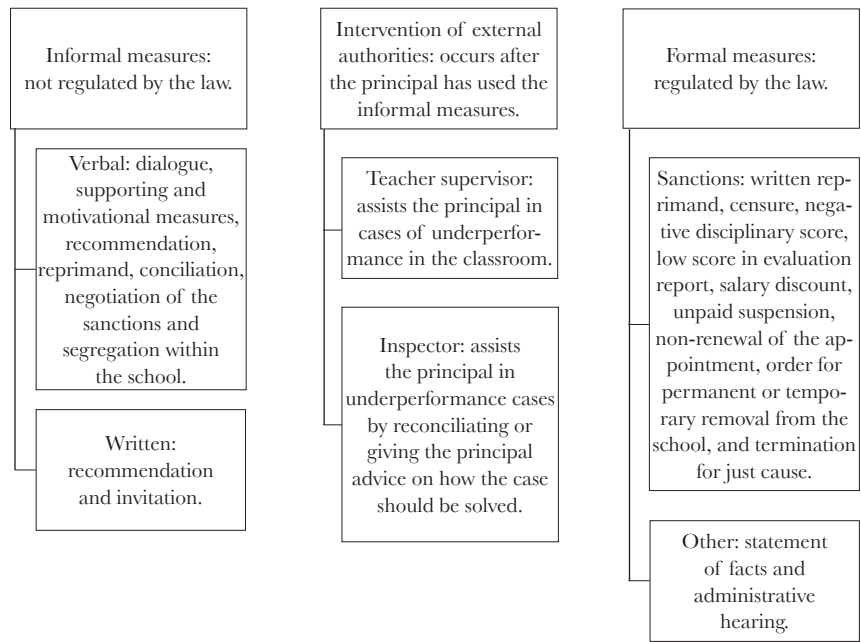 Informal measures:
not regulated by the law.
Verbal: dialogue,
supporting and
motivational measures,
recommendation,
reprimand, conciliation,
negotiation of the
sanctions and
segregation within
the school.
Written:
recommendation
and invitation.
Intervention of external
authorities: occurs after
the principal has used the
informal measures.
Teacher supervisor:
assists the principal in
cases of underperfor-
mance in the classroom.
Inspector: assists
the principal in
underperformance cases
by reconciliating or
giving the principal
advice on how the case
should be solved.
Formal measures:
regulated by the law.
Sanctions: written rep-
rimand, censure, nega-
tive disciplinary score,
low score in evaluation
report, salary discount,
unpaid suspension,
non-renewal of the ap-
pointment, order for
permanent or tempo-
rary removal from the
school, and termination
for just cause.
Other: statement
of facts and
administrative
hearing.